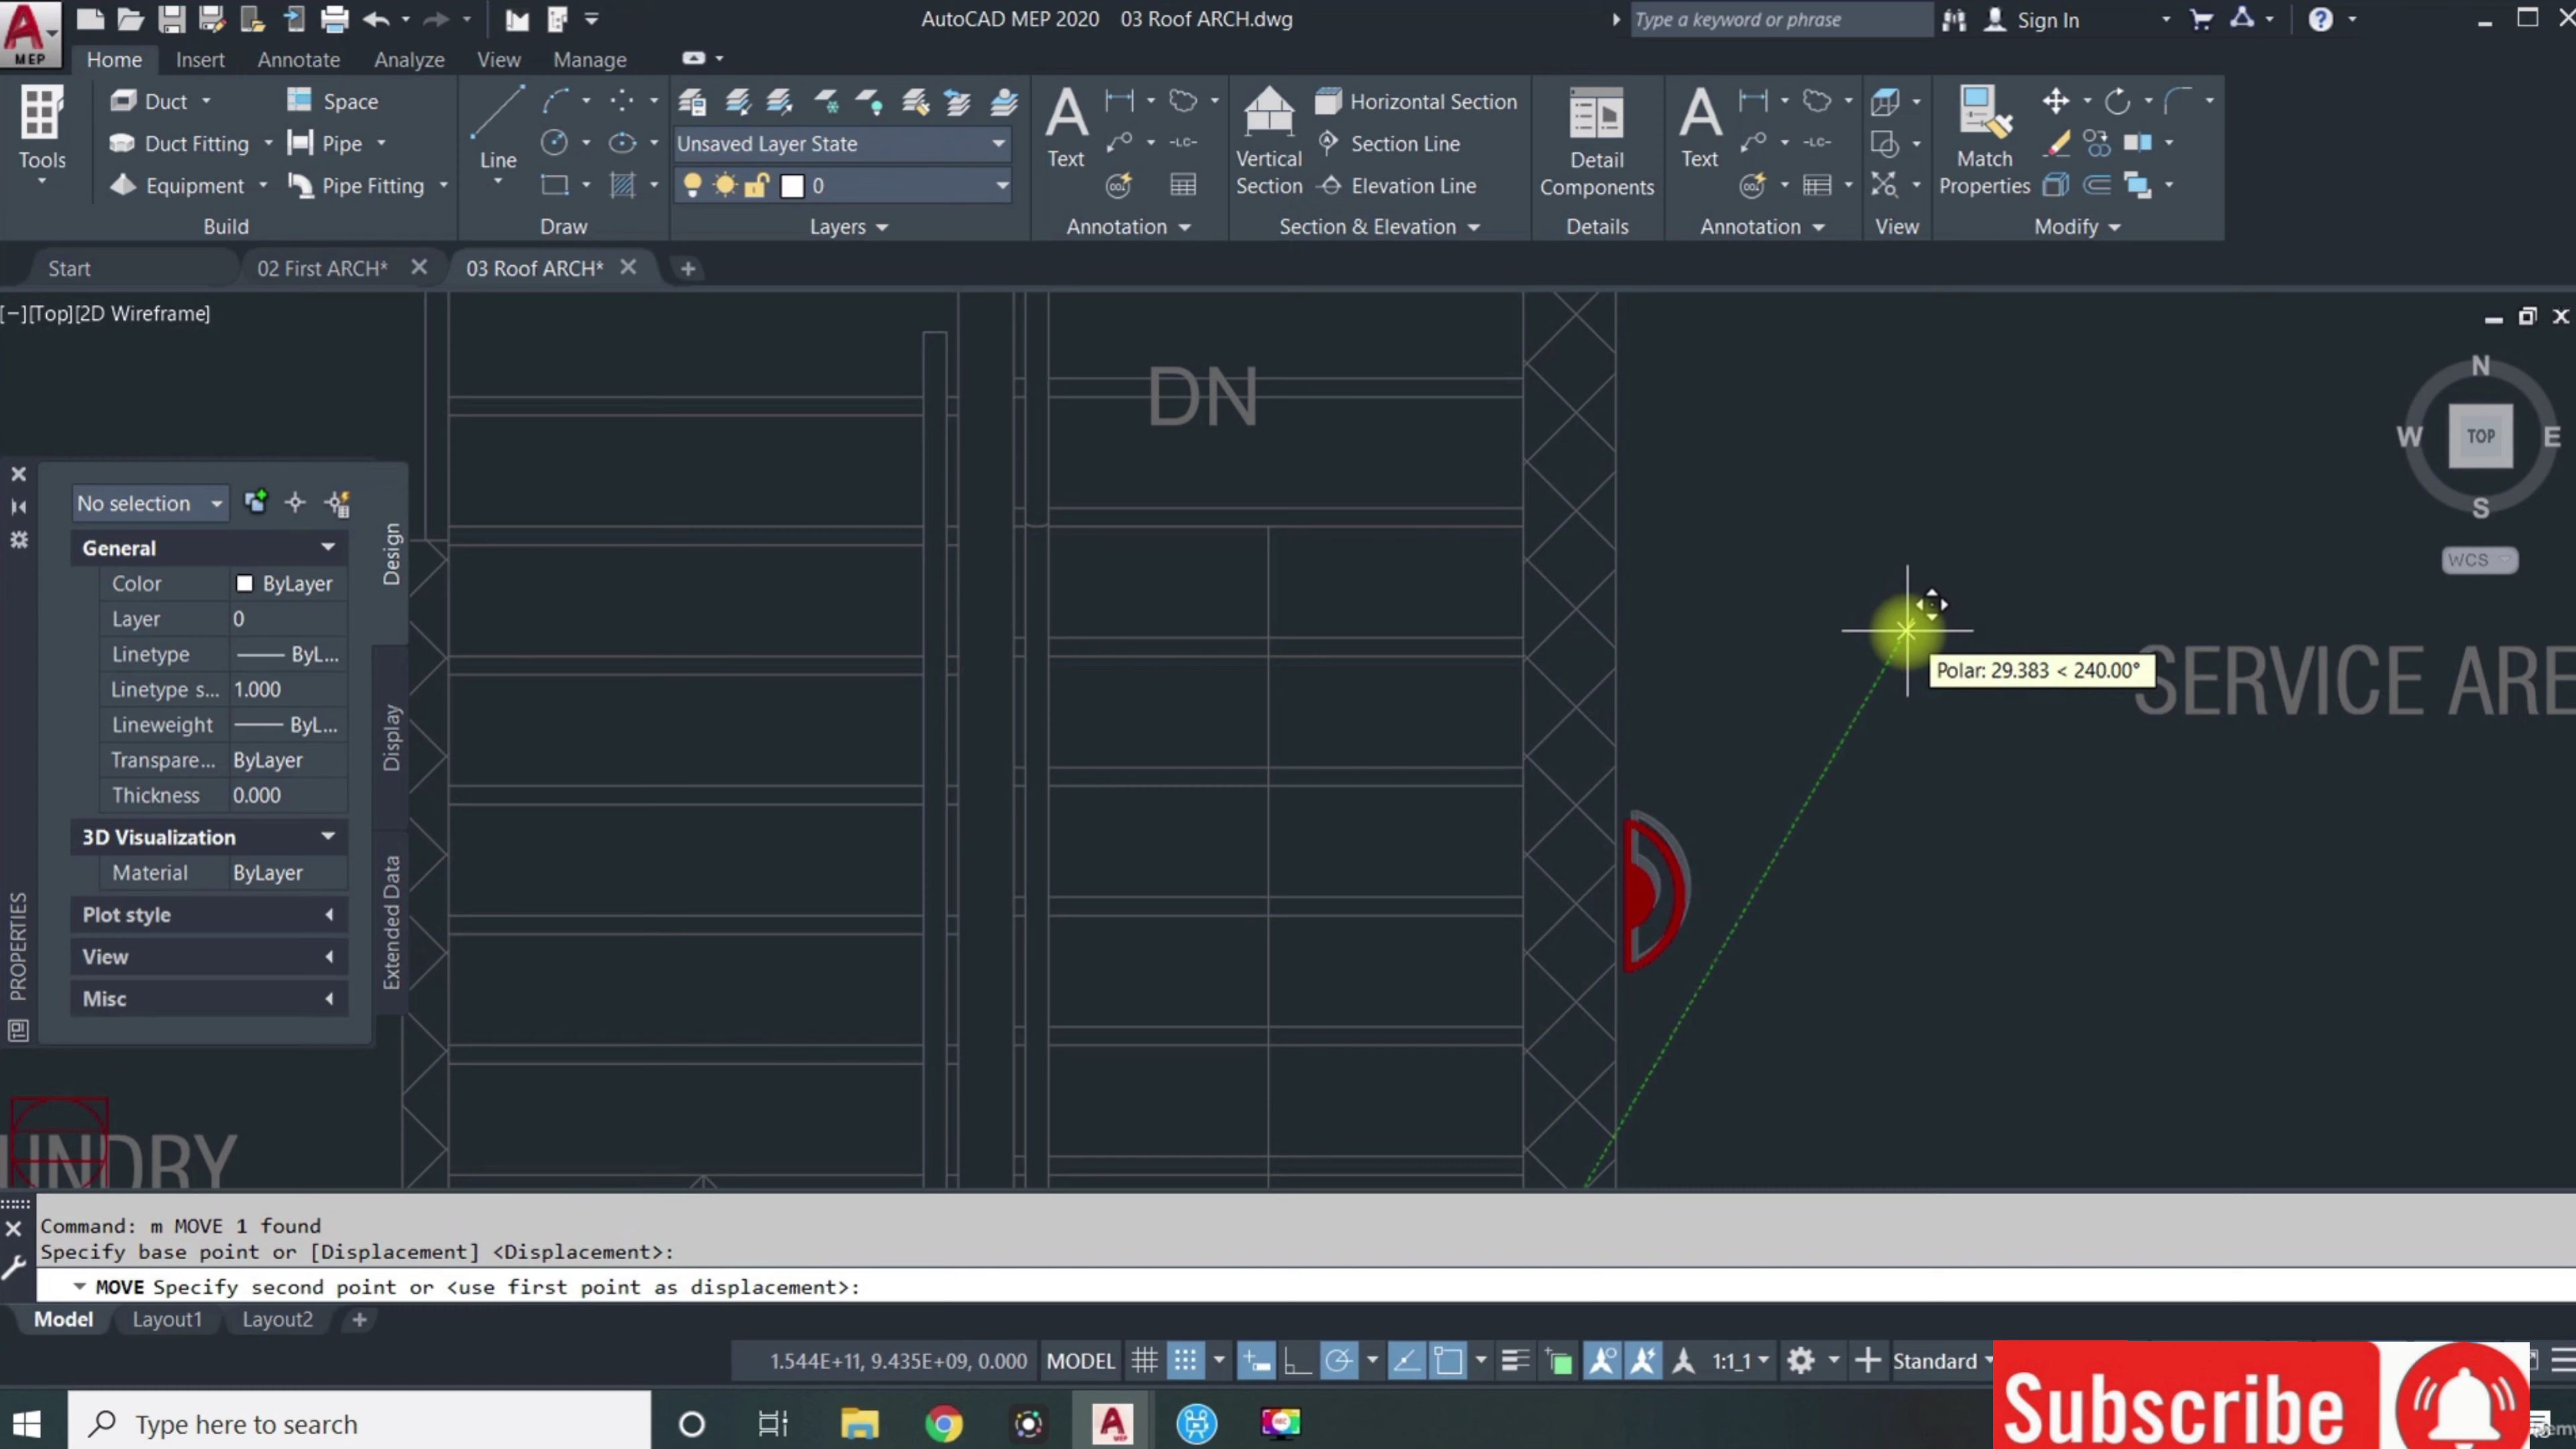 AutoCAD MEP 2020 03 Roof ARCH.dwg
Type a keyword or phrase
Sign In
MEP
Home Insert Annotate Analyze View Manage
Tools
Duct
Space
Duct Fitting
Pipe
Equipment
Pipe Fitting
Build
Line
Draw
Unsaved Layer State
0
Layers
Text
Annotation
Vertical Section
Horizontal Section
Section Line
Elevation Line
Section & Elevation
Detail Components
Details
Text
Annotation
View
Match Properties
Modify
Start
02 First ARCH*
03 Roof ARCH*
[−][Top][2D Wireframe]
DN
N
W
TOP
E
S
WCS
SERVICE ARE
Polar: 29.383 < 240.00°
No selection
General
Color ByLayer
Layer 0
Linetype ByL...
Linetype s... 1.000
Lineweight ByL...
Transpare... ByLayer
Thickness 0.000
3D Visualization
Material ByLayer
Plot style
View
Misc
Design
Display
Extended Data
PROPERTIES
UNDRY
Command: m MOVE 1 found
Specify base point or [Displacement] <Displacement>:
MOVE Specify second point or <use first point as displacement>:
Model Layout1 Layout2
1.544E+11, 9.435E+09, 0.000 MODEL
1:1_1
Standard
Subscribe
Type here to search